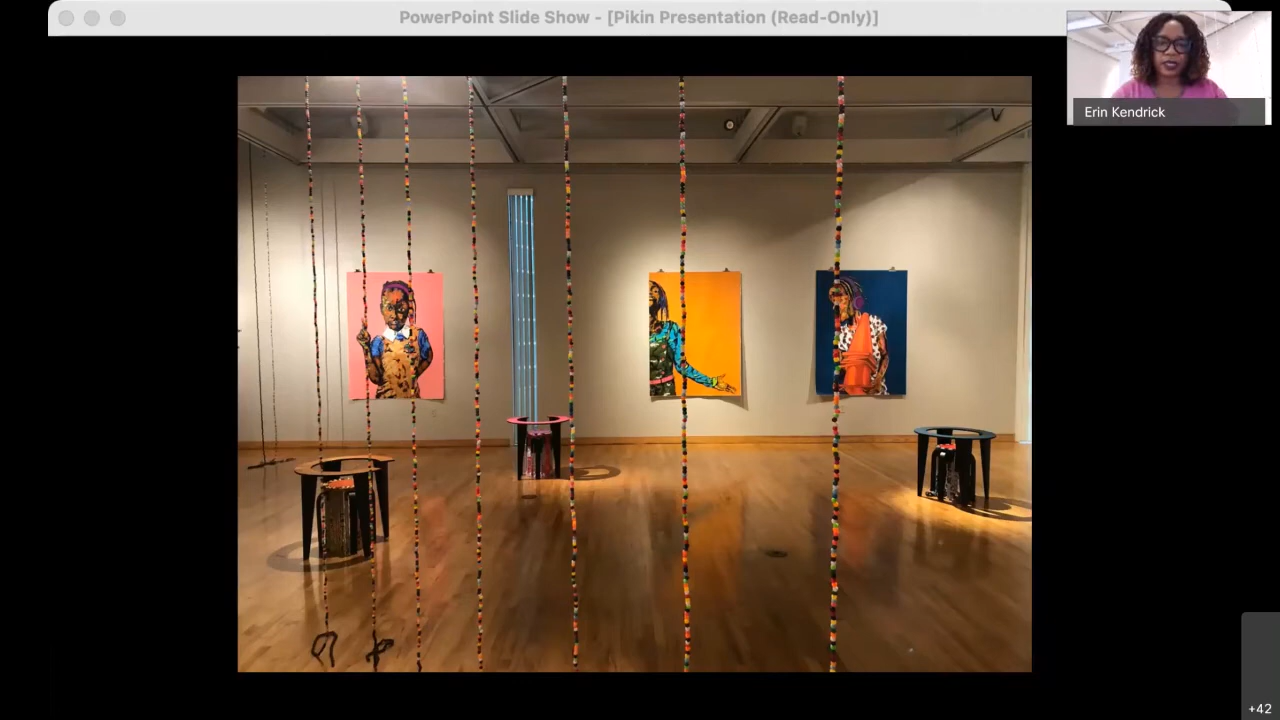 PowerPoint Slide Show - [Pikin Presentation (Read-Only)]
Erin Kendrick
+42